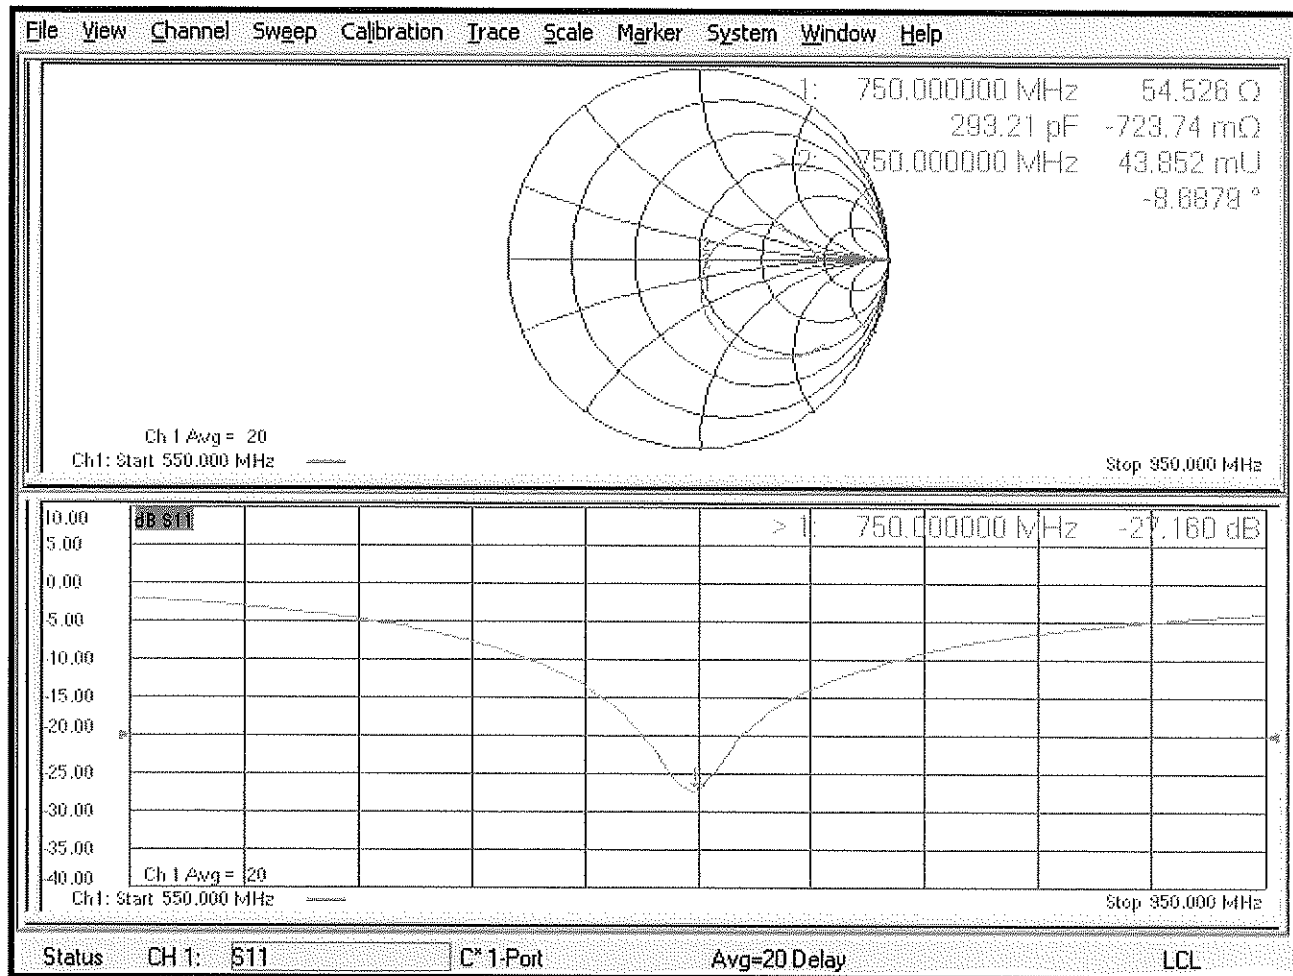 File View Channel Sweep Calibration Trace Scale Marker System Window Help
1: 750.000000 MHz 54.526 Ω
293.21 pF -723.74 mΩ
> 2: 750.000000 MHz 43.852 mU
-8.6879 °
Ch 1 Avg = 20
Ch1: Start 550.000 MHz Stop 950.000 MHz
10.00 dB S11 > 1: 750.000000 MHz -27.160 dB
5.00
0.00
-5.00
-10.00
-15.00
-20.00
-25.00
-30.00
-35.00
-40.00 Ch 1 Avg = 20
Ch1: Start 550.000 MHz Stop 950.000 MHz
Status CH 1: S11 C* 1-Port Avg=20 Delay LCL